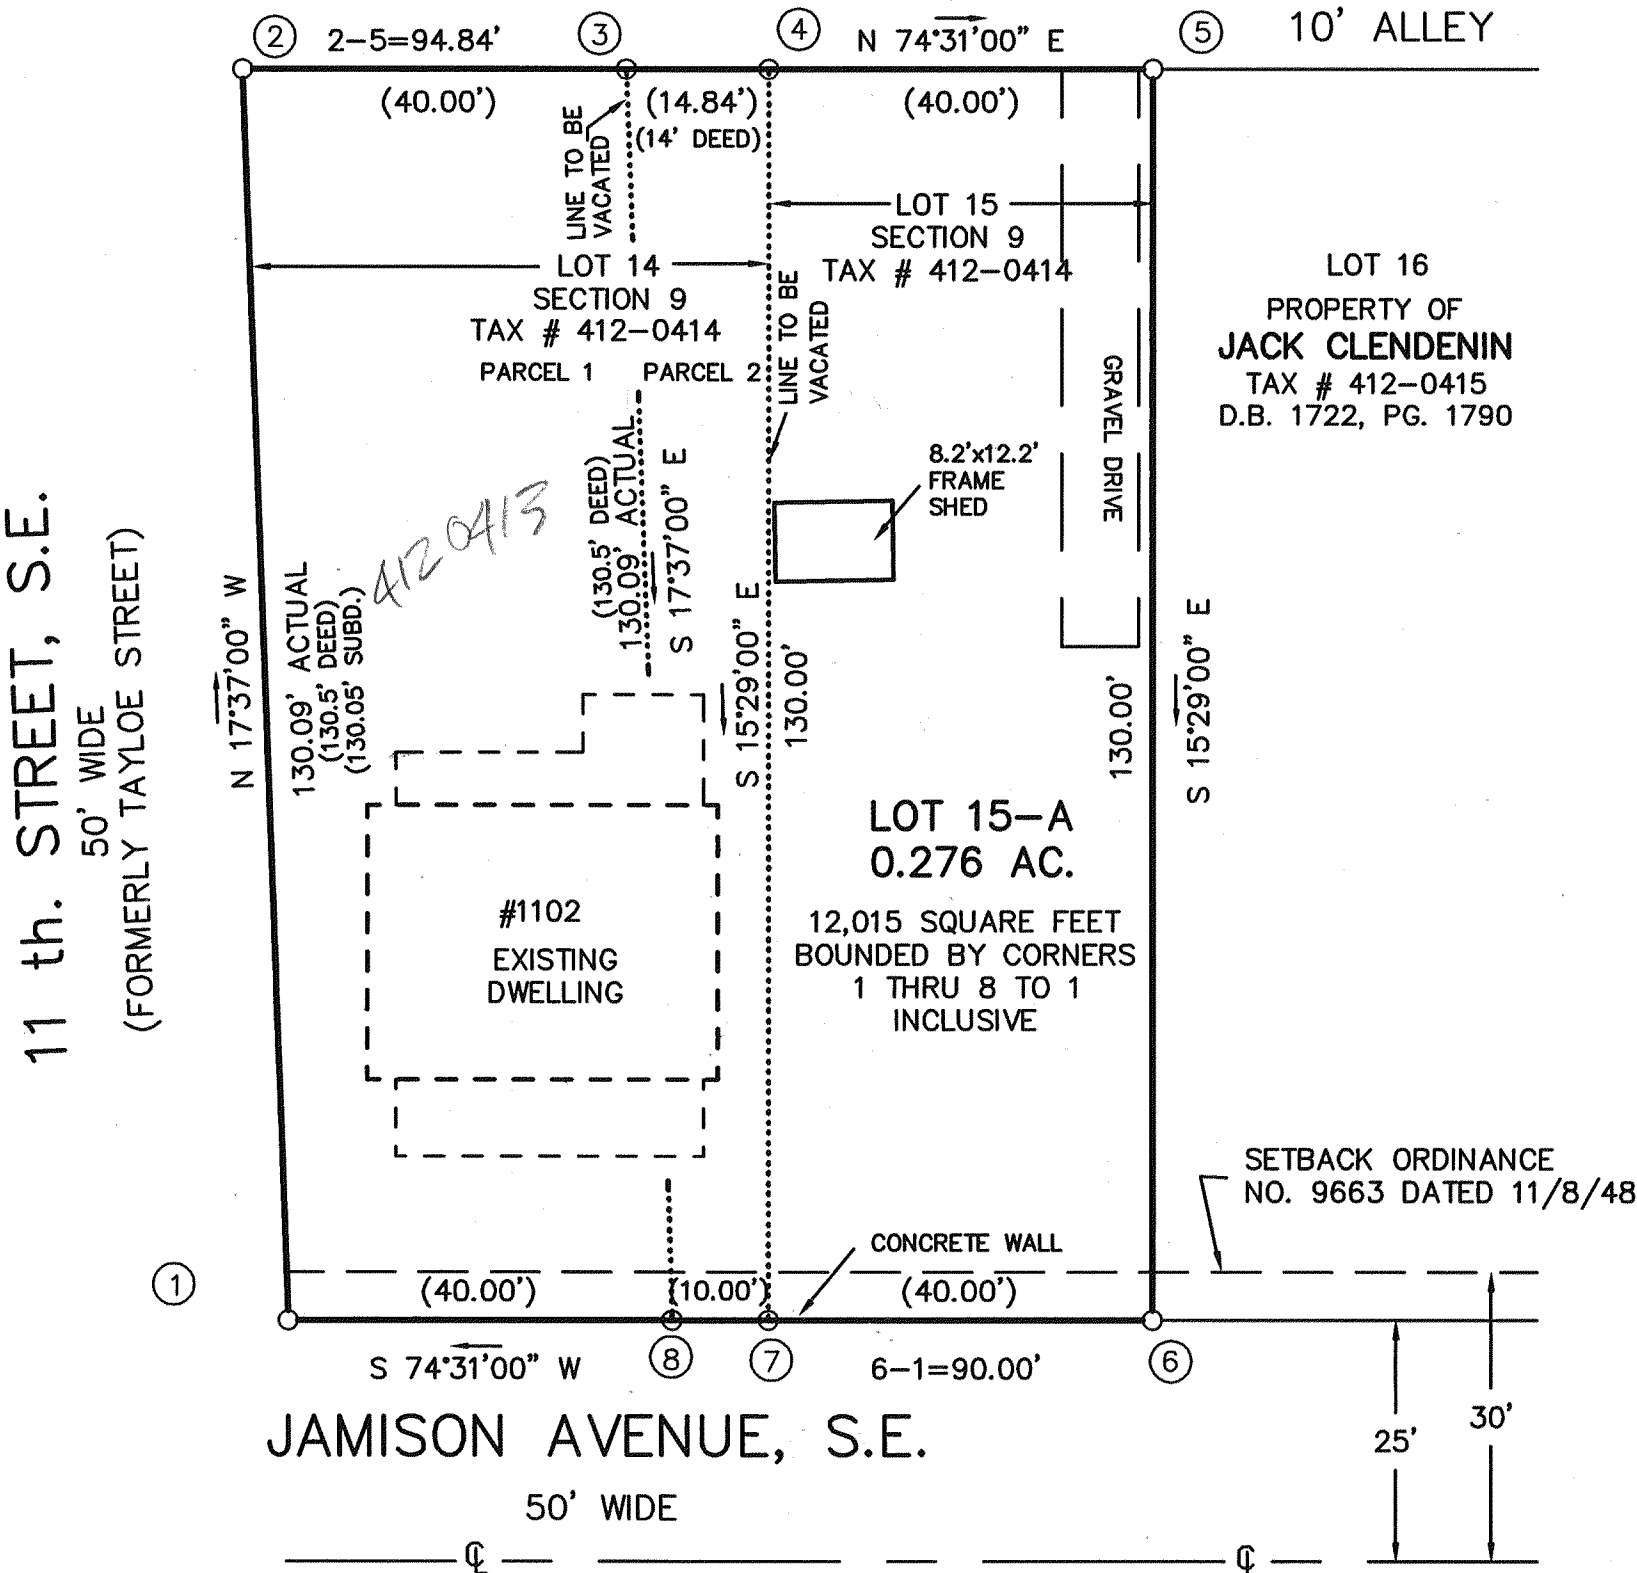 ② 2-5=94.84' ③ ④ N 74°31'00" E ⑤ 10' ALLEY
(40.00') (14.84') (40.00')
(14' DEED)
LINE TO BE
VACATED
LOT 15
SECTION 9
TAX # 412-0414
LOT 14
SECTION 9
TAX # 412-0414
PARCEL 1 PARCEL 2
LINE TO BE
VACATED
LOT 16
PROPERTY OF
JACK CLENDENIN
TAX # 412-0415
D.B. 1722, PG. 1790
GRAVEL DRIVE
8.2'x12.2'
FRAME
SHED
4120413
(130.5' DEED)
130.09' ACTUAL
S 17°37'00" E
11 th. STREET, S.E.
50' WIDE
(FORMERLY TAYLOE STREET)
N 17°37'00" W
130.09' ACTUAL
(130.5' DEED)
(130.05' SUBD.)
S 15°29'00" E
130.00'
130.00'
S 15°29'00" E
LOT 15-A
0.276 AC.
12,015 SQUARE FEET
BOUNDED BY CORNERS
1 THRU 8 TO 1
INCLUSIVE
#1102
EXISTING
DWELLING
SETBACK ORDINANCE
NO. 9663 DATED 11/8/48
CONCRETE WALL
①
(40.00') (10.00') (40.00')
S 74°31'00" W ⑧ ⑦ 6-1=90.00' ⑥
JAMISON AVENUE, S.E.
50' WIDE
25'
30'
℄ ℄